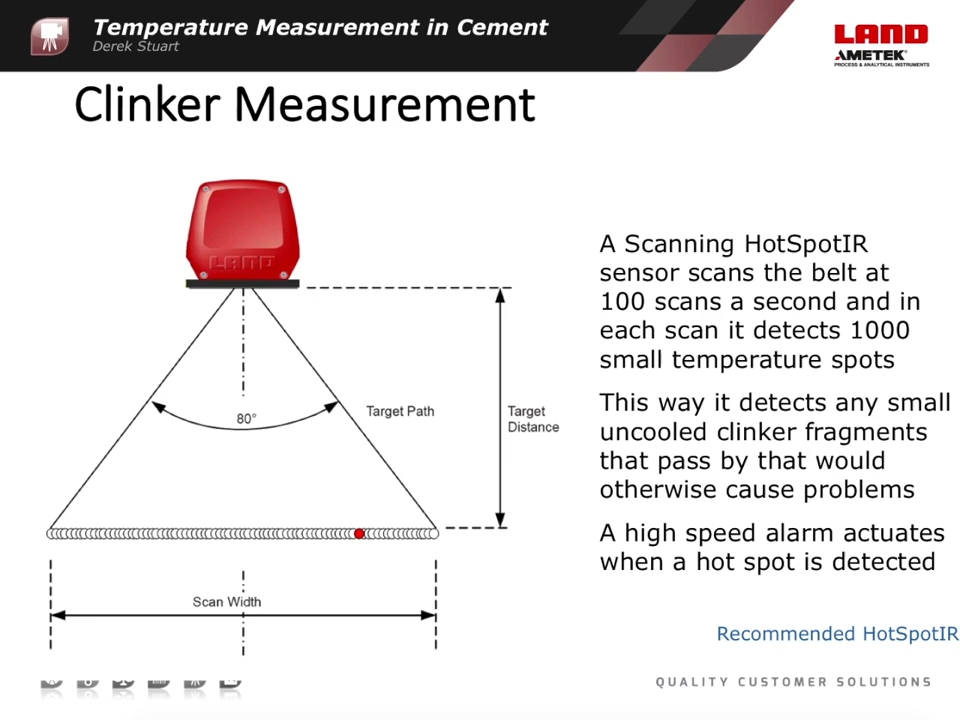 Temperature Measurement in Cement
Derek Stuart
LAND
AMETEK®
PROCESS & ANALYTICAL INSTRUMENTS
Clinker Measurement
LAND
A Scanning HotSpotIR
sensor scans the belt at
100 scans a second and in
each scan it detects 1000
small temperature spots
This way it detects any small
uncooled clinker fragments
that pass by that would
otherwise cause problems
A high speed alarm actuates
when a hot spot is detected
80°
Target Path
Target
Distance
Scan Width
Recommended HotSpotIR
QUALITY CUSTOMER SOLUTIONS